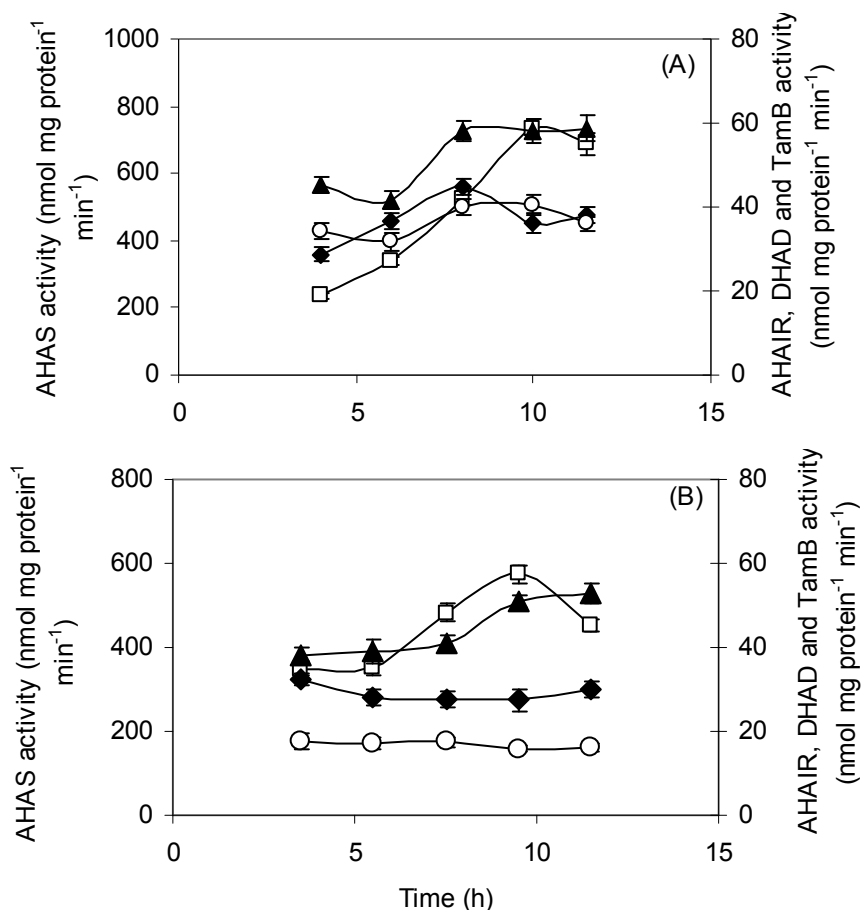 (A)
1000
800
600
400
200
0
80
60
40
20
0
0 5 10 15
AHAS activity (nmol mg protein⁻¹
min⁻¹)
AHAIR, DHAD and TamB activity
(nmol mg protein⁻¹ min⁻¹)
(B)
800
600
400
200
0
80
60
40
20
0
0 5 10 15
AHAS activity (nmol mg protein⁻¹
min⁻¹)
AHAIR, DHAD and TamB activity
(nmol mg protein⁻¹ min⁻¹)
Time (h)